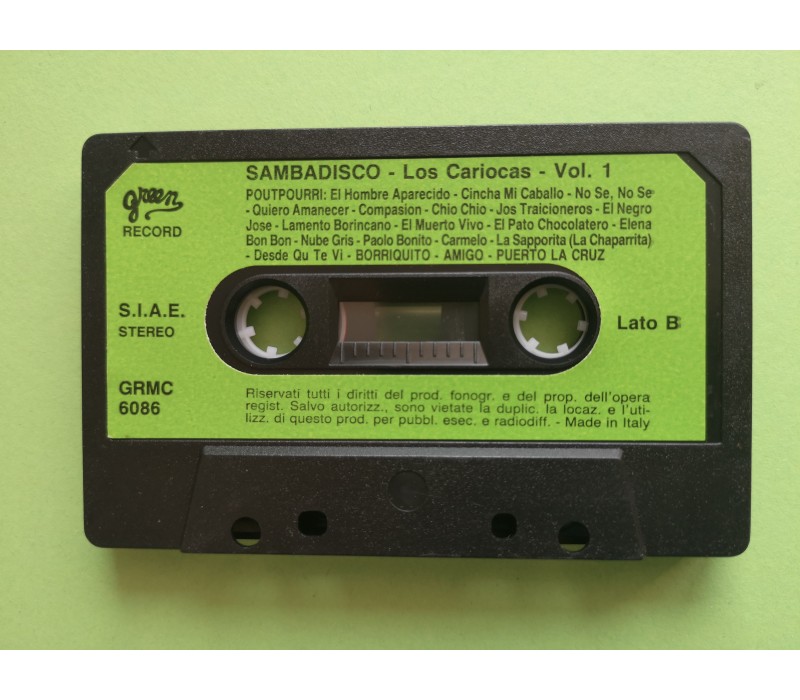 SAMBADISCO - Los Cariocas - Vol. 1
POUTPOURRI: El Hombre Aparecido - Cincha Mi Caballo - No Se, No Se
- Quiero Amanecer - Compasion - Chio Chio - Jos Traicioneros - El Negro
Jose - Lamento Borincano - El Muerto Vivo - El Pato Chocolatero - Elena
Bon Bon - Nube Gris - Paolo Bonito - Carmelo - La Sapporita (La Chaparrita)
- Desde Qu Te Vi - BORRIQUITO - AMIGO - PUERTO LA CRUZ
green
RECORD
S.I.A.E.
STEREO
Lato B
GRMC
6086
Riservati tutti i diritti del prod. fonogr. e del prop. dell'opera
regist. Salvo autorizz., sono vietate la duplic. la locaz. e l'uti-
lizz. di questo prod. per pubbl. esec. e radiodiff. - Made in Italy